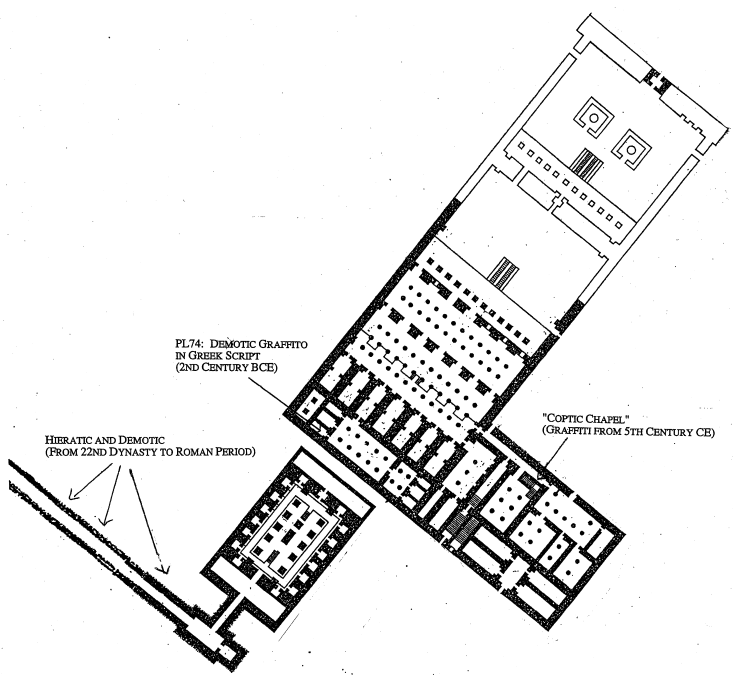 PL74: DEMOTIC GRAFFITO
IN GREEK SCRIPT
(2ND CENTURY BCE)
"COPTIC CHAPEL"
(GRAFFITI FROM 5TH CENTURY CE)
HIERATIC AND DEMOTIC
(FROM 22ND DYNASTY TO ROMAN PERIOD)